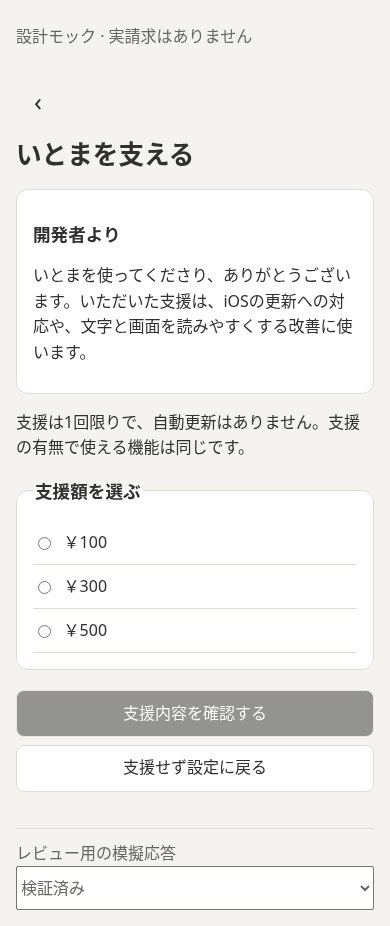 設計モック · 実請求はありません
‹
いとまを支える
開発者より
いとまを使ってくださり、ありがとうござい
ます。いただいた支援は、iOSの更新への対
応や、文字と画面を読みやすくする改善に使
います。
支援は1回限りで、自動更新はありません。支援
の有無で使える機能は同じです。
支援額を選ぶ
￥100
￥300
￥500
支援内容を確認する
支援せず設定に戻る
レビュー用の模擬応答
検証済み